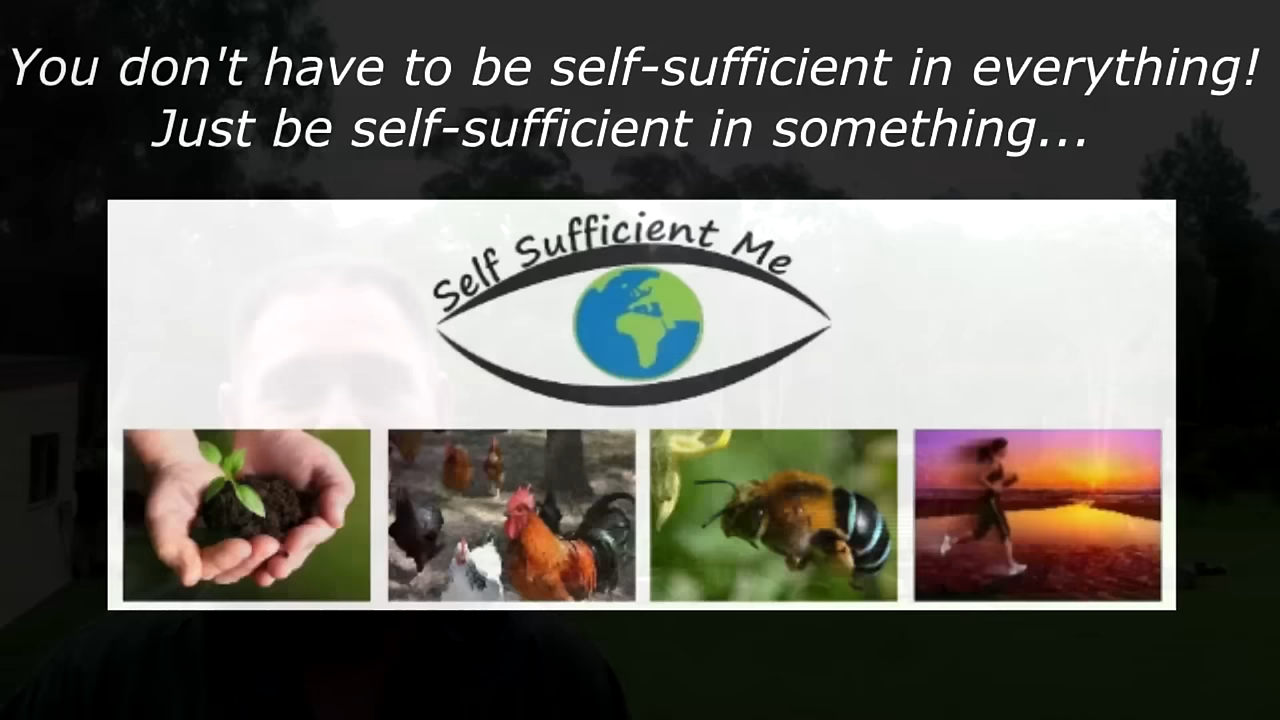 You don't have to be self-sufficient in everything!
Just be self-sufficient in something...
Self Sufficient Me